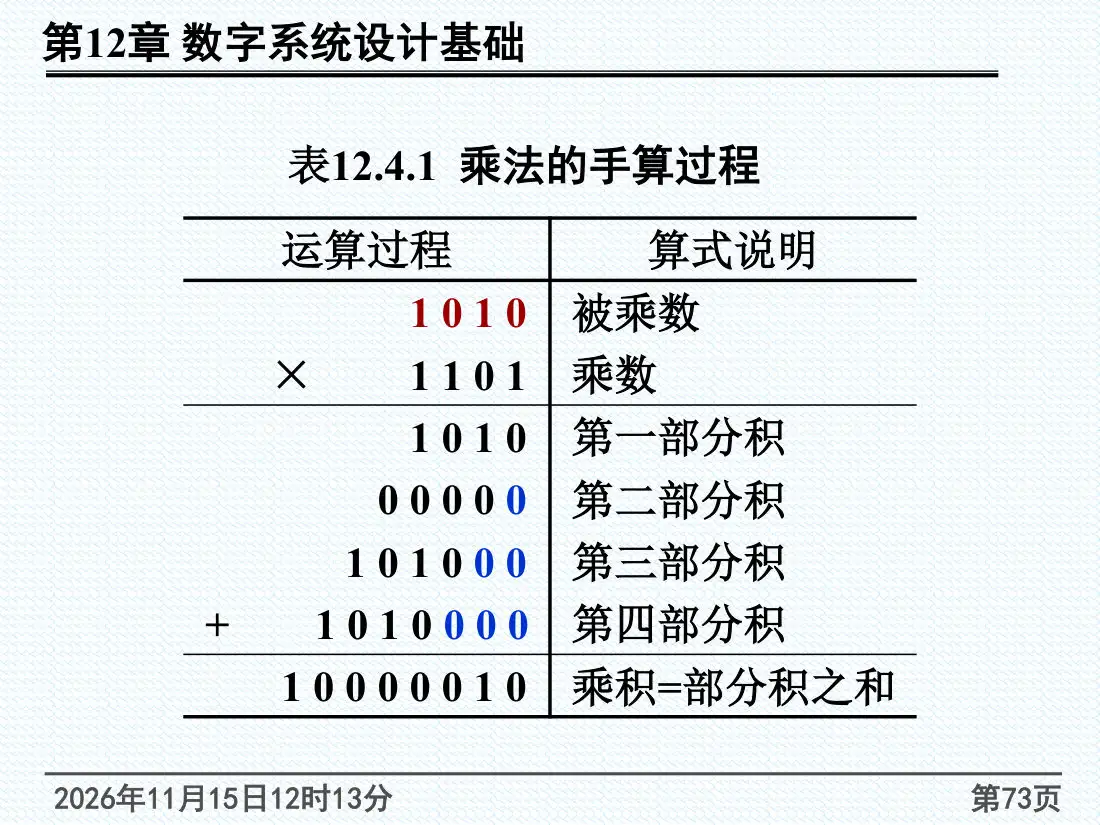 第12章 数字系统设计基础
表12.4.1 乘法的手算过程
运算过程 算式说明
1 0 1 0 被乘数
× 1 1 0 1 乘数
1 0 1 0 第一部分积
0 0 0 0 0 第二部分积
1 0 1 0 0 0 第三部分积
+ 1 0 1 0 0 0 0 第四部分积
1 0 0 0 0 0 1 0 乘积=部分积之和
2026年11月15日12时13分 第73页